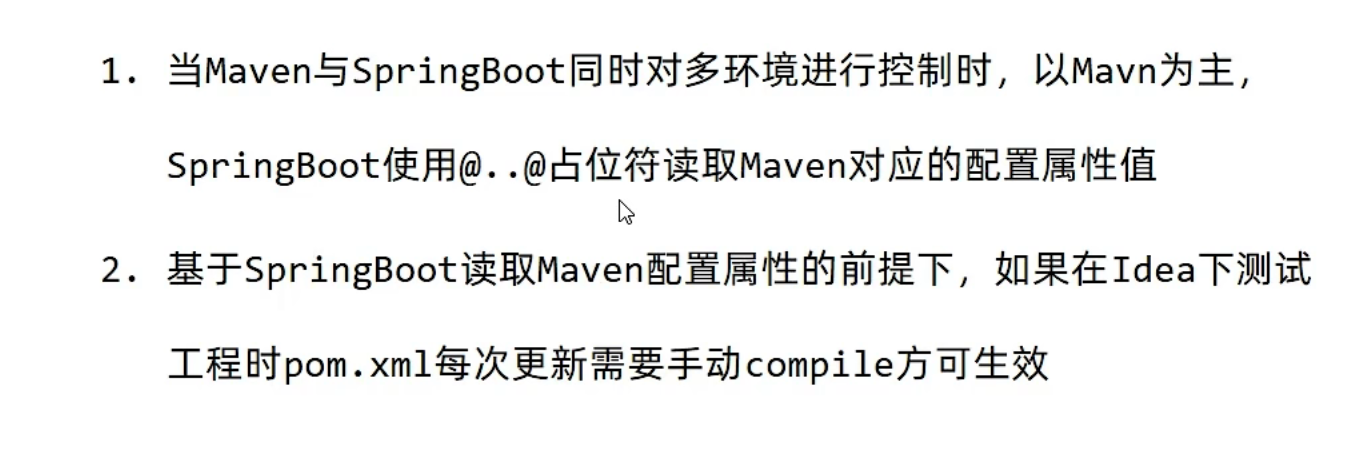 1. 当Maven与SpringBoot同时对多环境进行控制时，以Mavn为主，
SpringBoot使用@..@占位符读取Maven对应的配置属性值
2. 基于SpringBoot读取Maven配置属性的前提下，如果在Idea下测试
工程时pom.xml每次更新需要手动compile方可生效